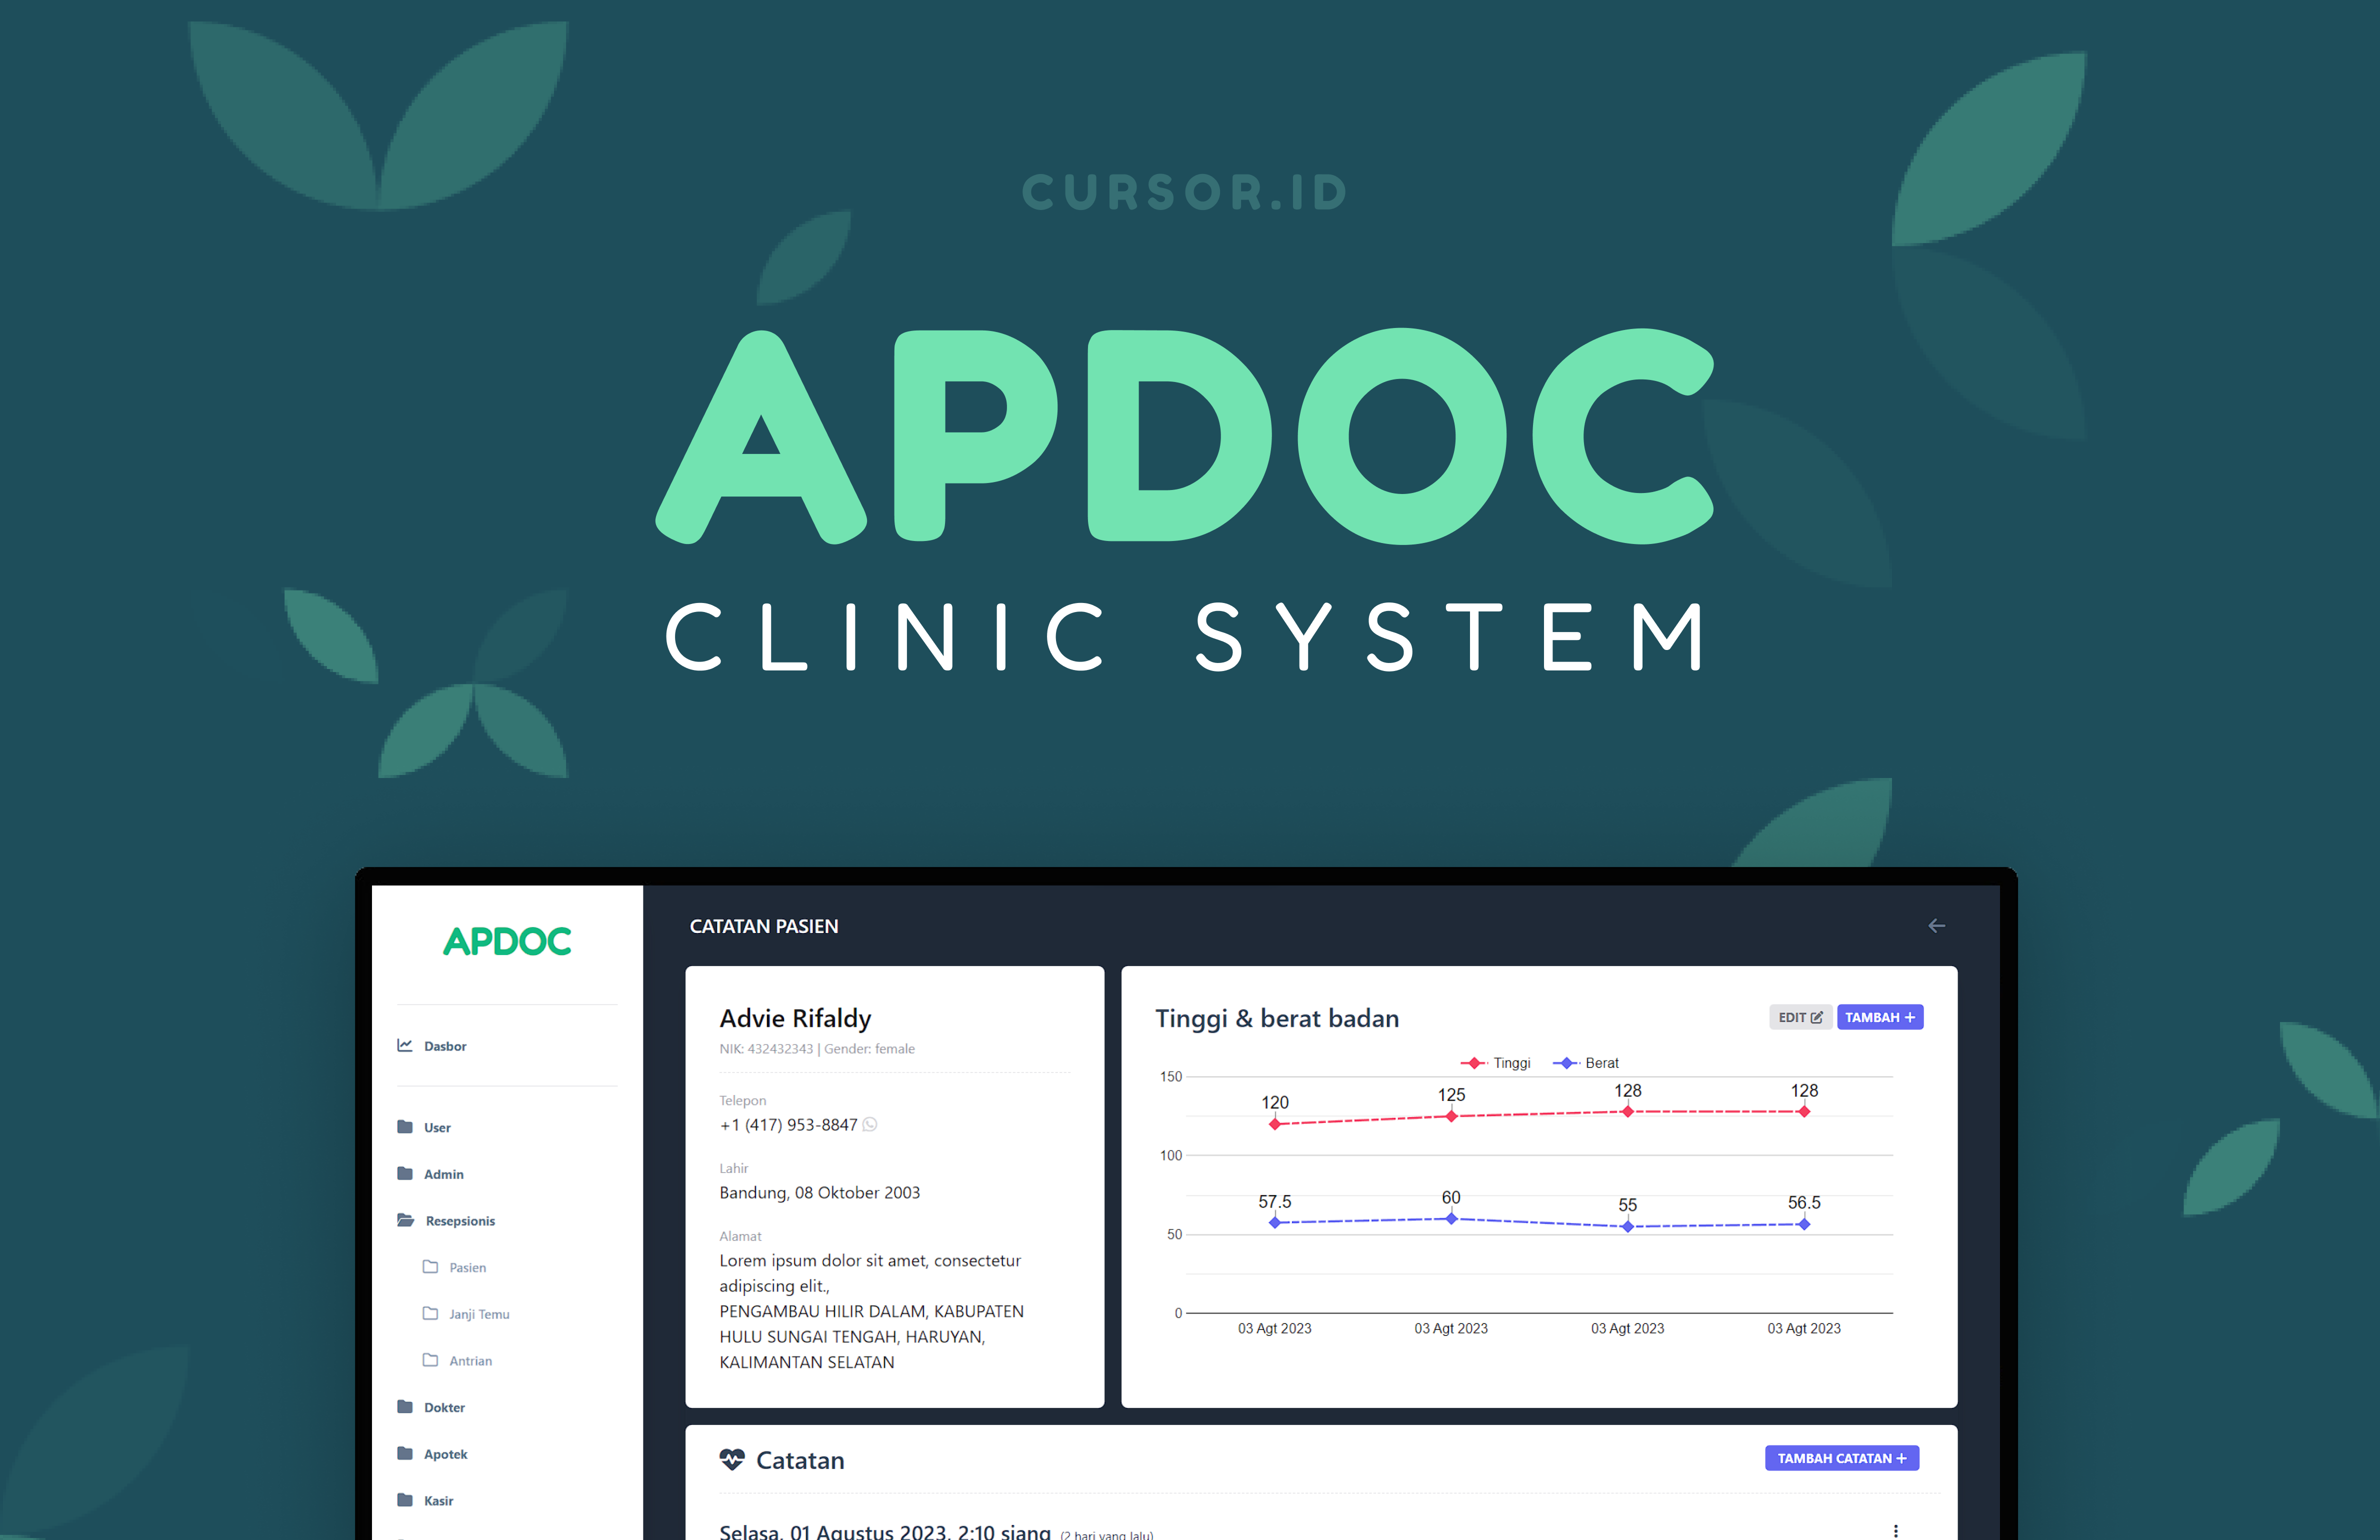 CURSOR.ID
APDOC
CLINIC SYSTEM
APDOC
Dasbor
User
Admin
Resepsionis
Pasien
Janji Temu
Antrian
Dokter
Apotek
Kasir
CATATAN PASIEN
Advie Rifaldy
NIK: 432432343 | Gender: female
Telepon
+1 (417) 953-8847
Lahir
Bandung, 08 Oktober 2003
Alamat
Lorem ipsum dolor sit amet, consectetur
adipiscing elit.,
PENGAMBAU HILIR DALAM, KABUPATEN
HULU SUNGAI TENGAH, HARUYAN,
KALIMANTAN SELATAN
Tinggi & berat badan
EDIT
TAMBAH +
Tinggi Berat
150
120 125 128 128
100
57.5 60 55 56.5
50
0
03 Agt 2023 03 Agt 2023 03 Agt 2023 03 Agt 2023
Catatan
TAMBAH CATATAN +
Selasa, 01 Agustus 2023, 2:10 siang (2 hari yang lalu)